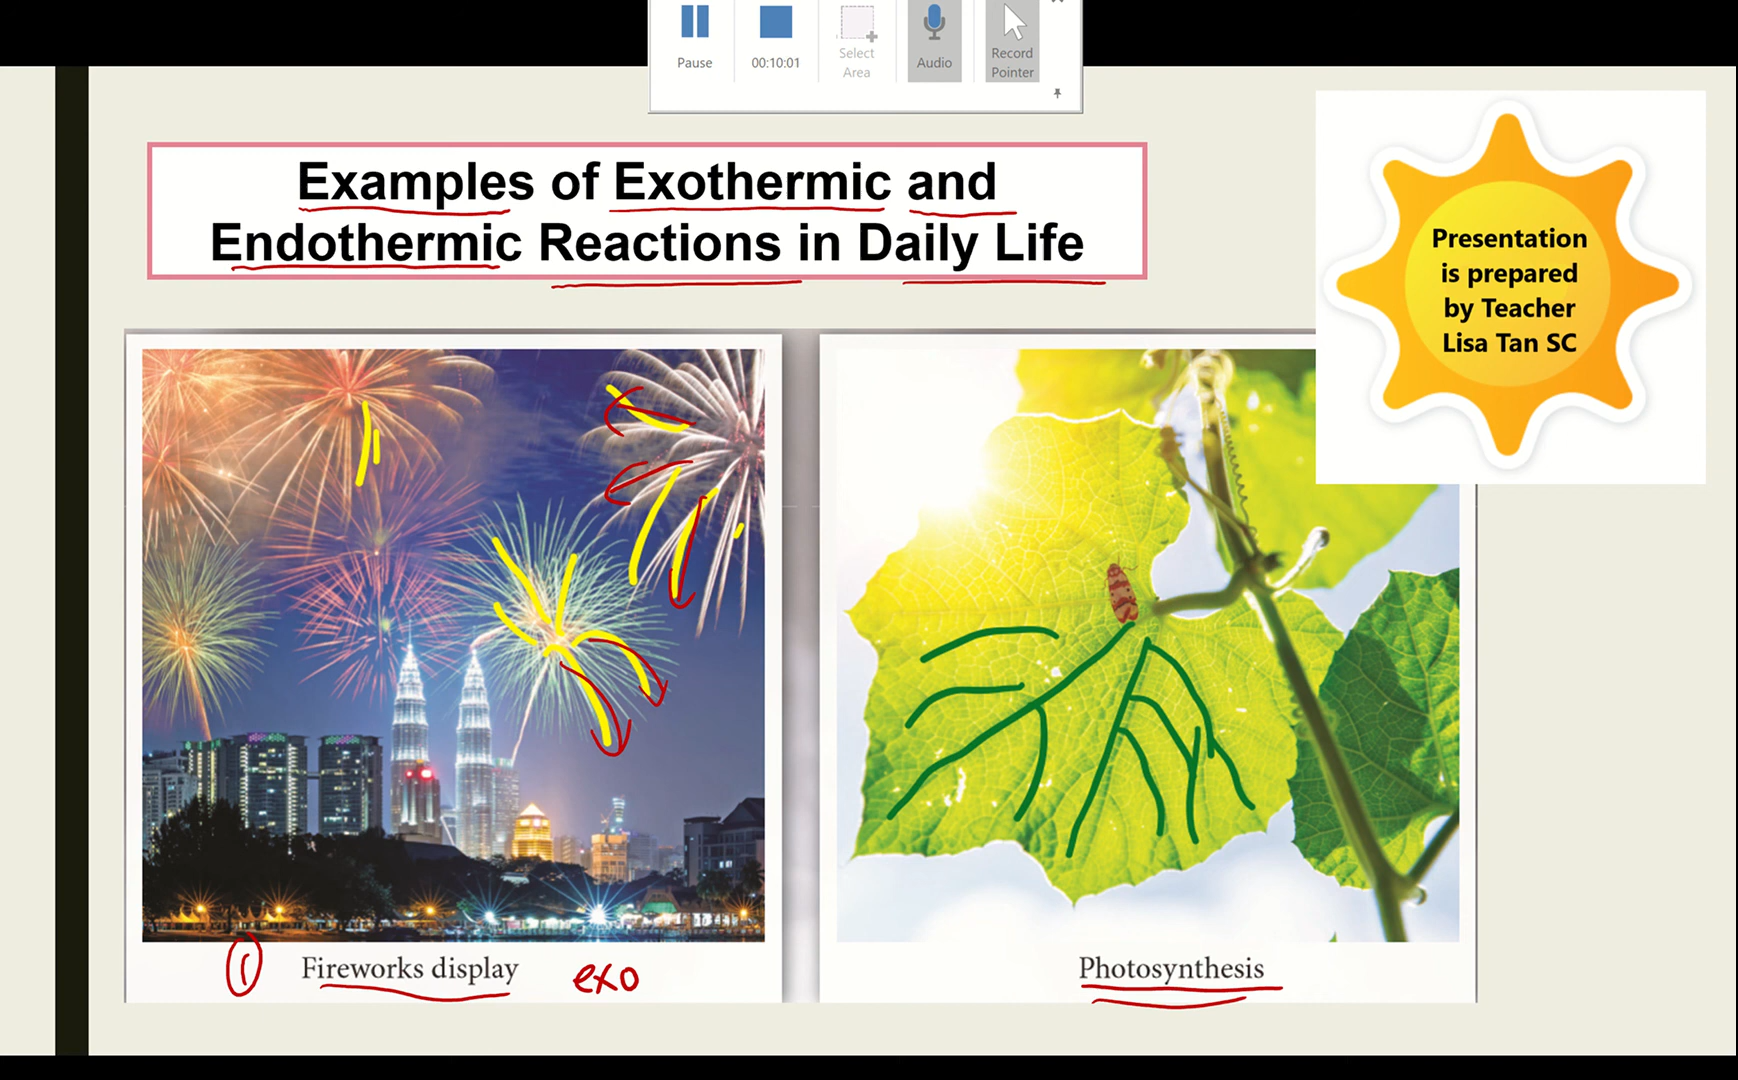 Pause
00:10:01
Select
Area
Audio
Record
Pointer
Examples of Exothermic and
Endothermic Reactions in Daily Life
Presentation
is prepared
by Teacher
Lisa Tan SC
① Fireworks display exo
Photosynthesis